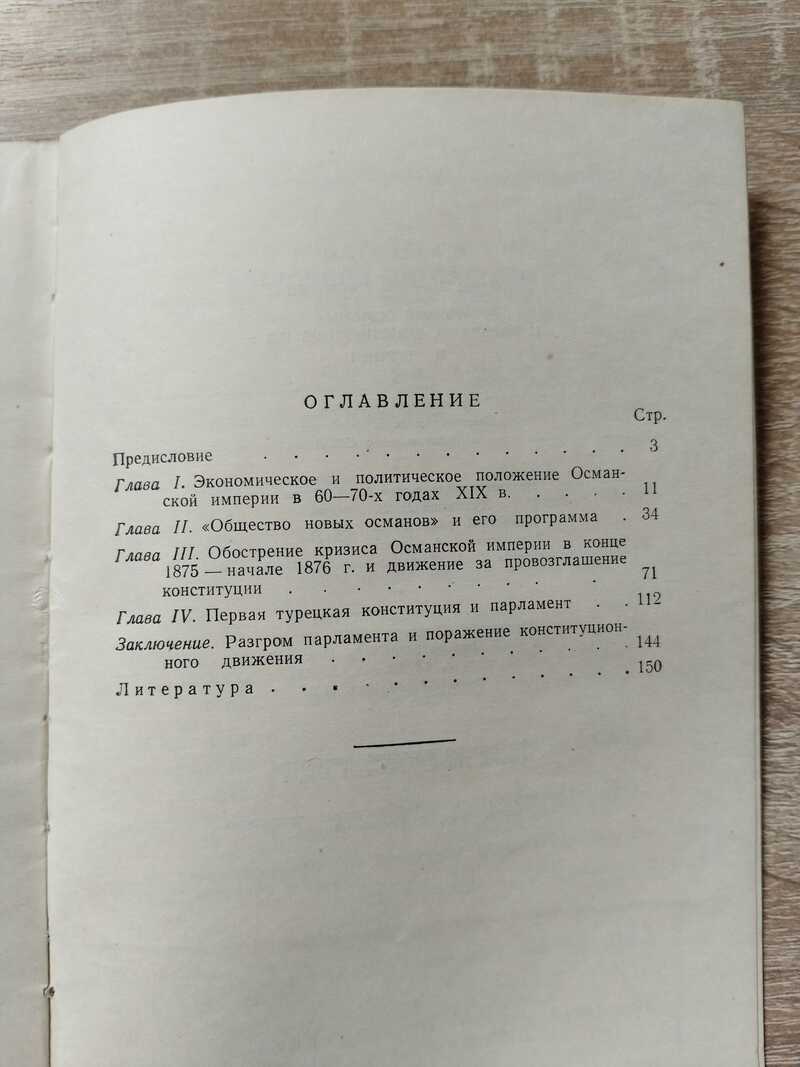 ОГЛАВЛЕНИЕ
Стр.
Предисловие . . . . . . . . . . . . . 3
Глава I. Экономическое и политическое положение Осман-
ской империи в 60—70-х годах XIX в. . . . . 11
Глава II. «Общество новых османов» и его программа . 34
Глава III. Обострение кризиса Османской империи в конце
1875 — начале 1876 г. и движение за провозглашение
конституции . . . . . . . . . . . 71
Глава IV. Первая турецкая конституция и парламент . . 112
Заключение. Разгром парламента и поражение конституцион-
ного движения . . . . . . . . . . 144
Литература . . . . . . . . . . . . . 150